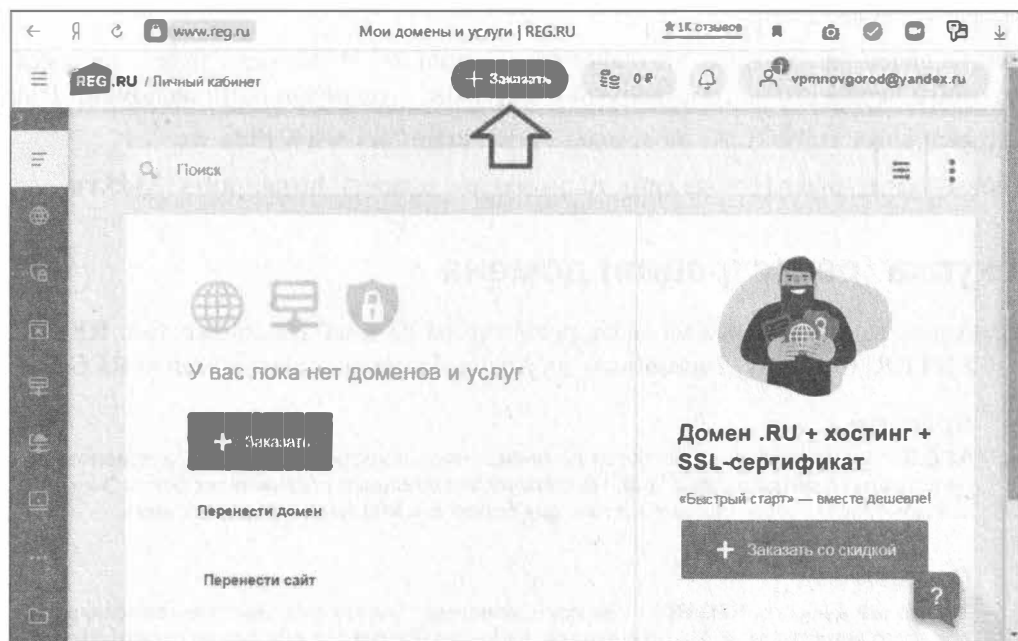 www.reg.ru Мои домены и услуги | REG.RU 1K отзывов
REG.RU / Личный кабинет + Заказать 0 ₽ vpmnovgorod@yandex.ru
Поиск
У вас пока нет доменов и услуг
+ Заказать
Перенести домен
Перенести сайт
Домен .RU + хостинг +
SSL-сертификат
«Быстрый старт» — вместе дешевле!
+ Заказать со скидкой
?